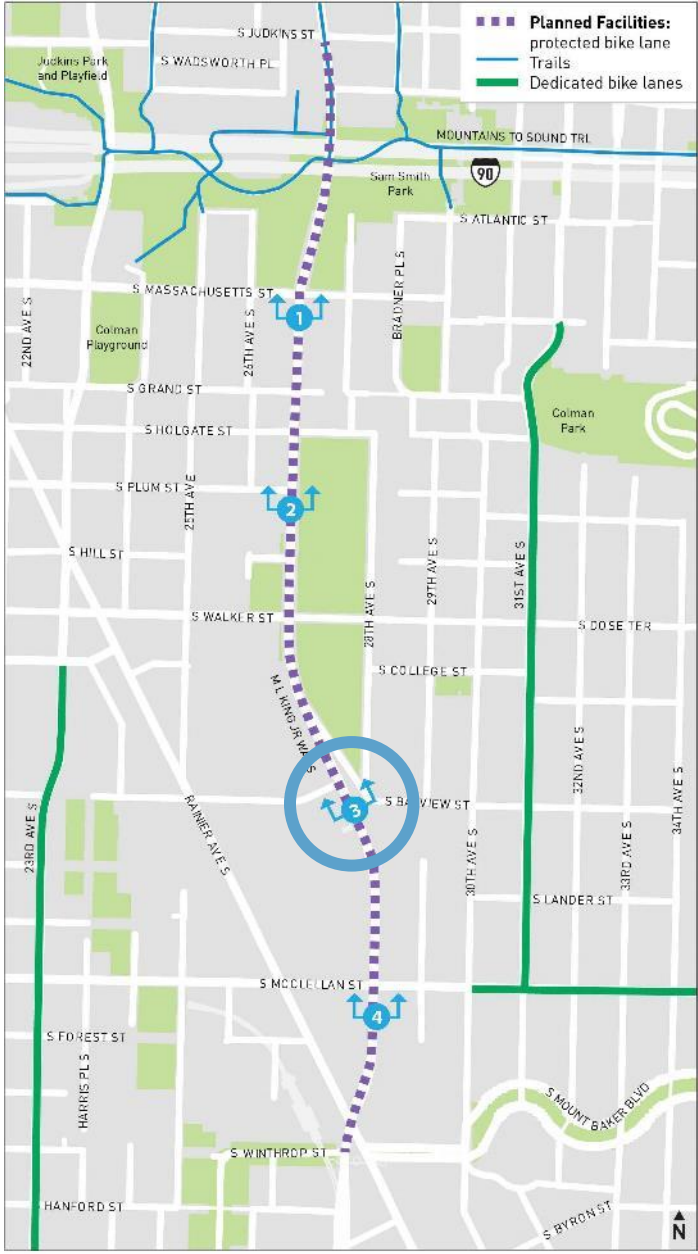 S JUDKINS ST
Planned Facilities:
protected bike lane
Trails
Dedicated bike lanes
Judkins Park
and Playfield
S WADSWORTH PL
MOUNTAINS TO SOUND TRL
90
Sam Smith
Park
S ATLANTIC ST
S MASSACHUSETTS ST
1
22ND AVE S
Colman
Playground
26TH AVE S
BRADNER PL S
S GRAND ST
Colman
Park
S HOLGATE ST
S PLUM ST
25TH AVE
2
S HILL ST
29TH AVE S
31ST AVE S
28TH AVE S
S WALKER ST
S DOSE TER
S COLLEGE ST
M L KING JR WAY S
32ND AVE S
34TH AVE S
3
S BAYVIEW ST
23RD AVE S
RAINIER AVE S
30TH AVE S
33RD AVE S
S LANDER ST
S MCCLELLAN ST
4
S FOREST ST
HARRIS PL S
S MOUNT BAKER BLVD
S WINTHROP ST
HANFORD ST
S BYRON ST
N